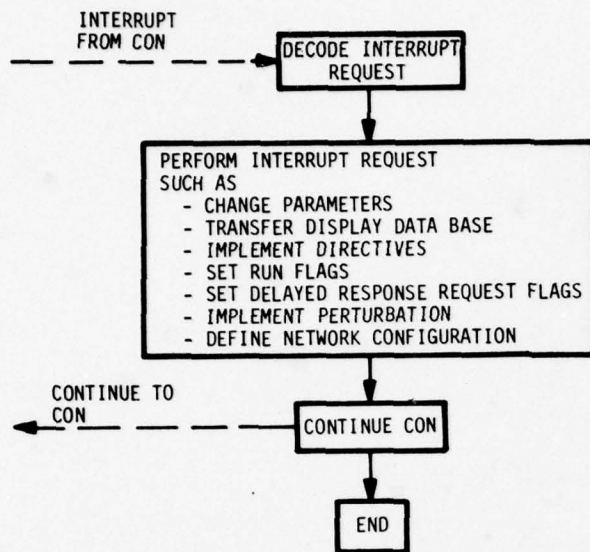 INTERRUPT
FROM CON
DECODE INTERRUPT
REQUEST
PERFORM INTERRUPT REQUEST
SUCH AS
- CHANGE PARAMETERS
- TRANSFER DISPLAY DATA BASE
- IMPLEMENT DIRECTIVES
- SET RUN FLAGS
- SET DELAYED RESPONSE REQUEST FLAGS
- IMPLEMENT PERTURBATION
- DEFINE NETWORK CONFIGURATION
CONTINUE TO
CON
CONTINUE CON
END